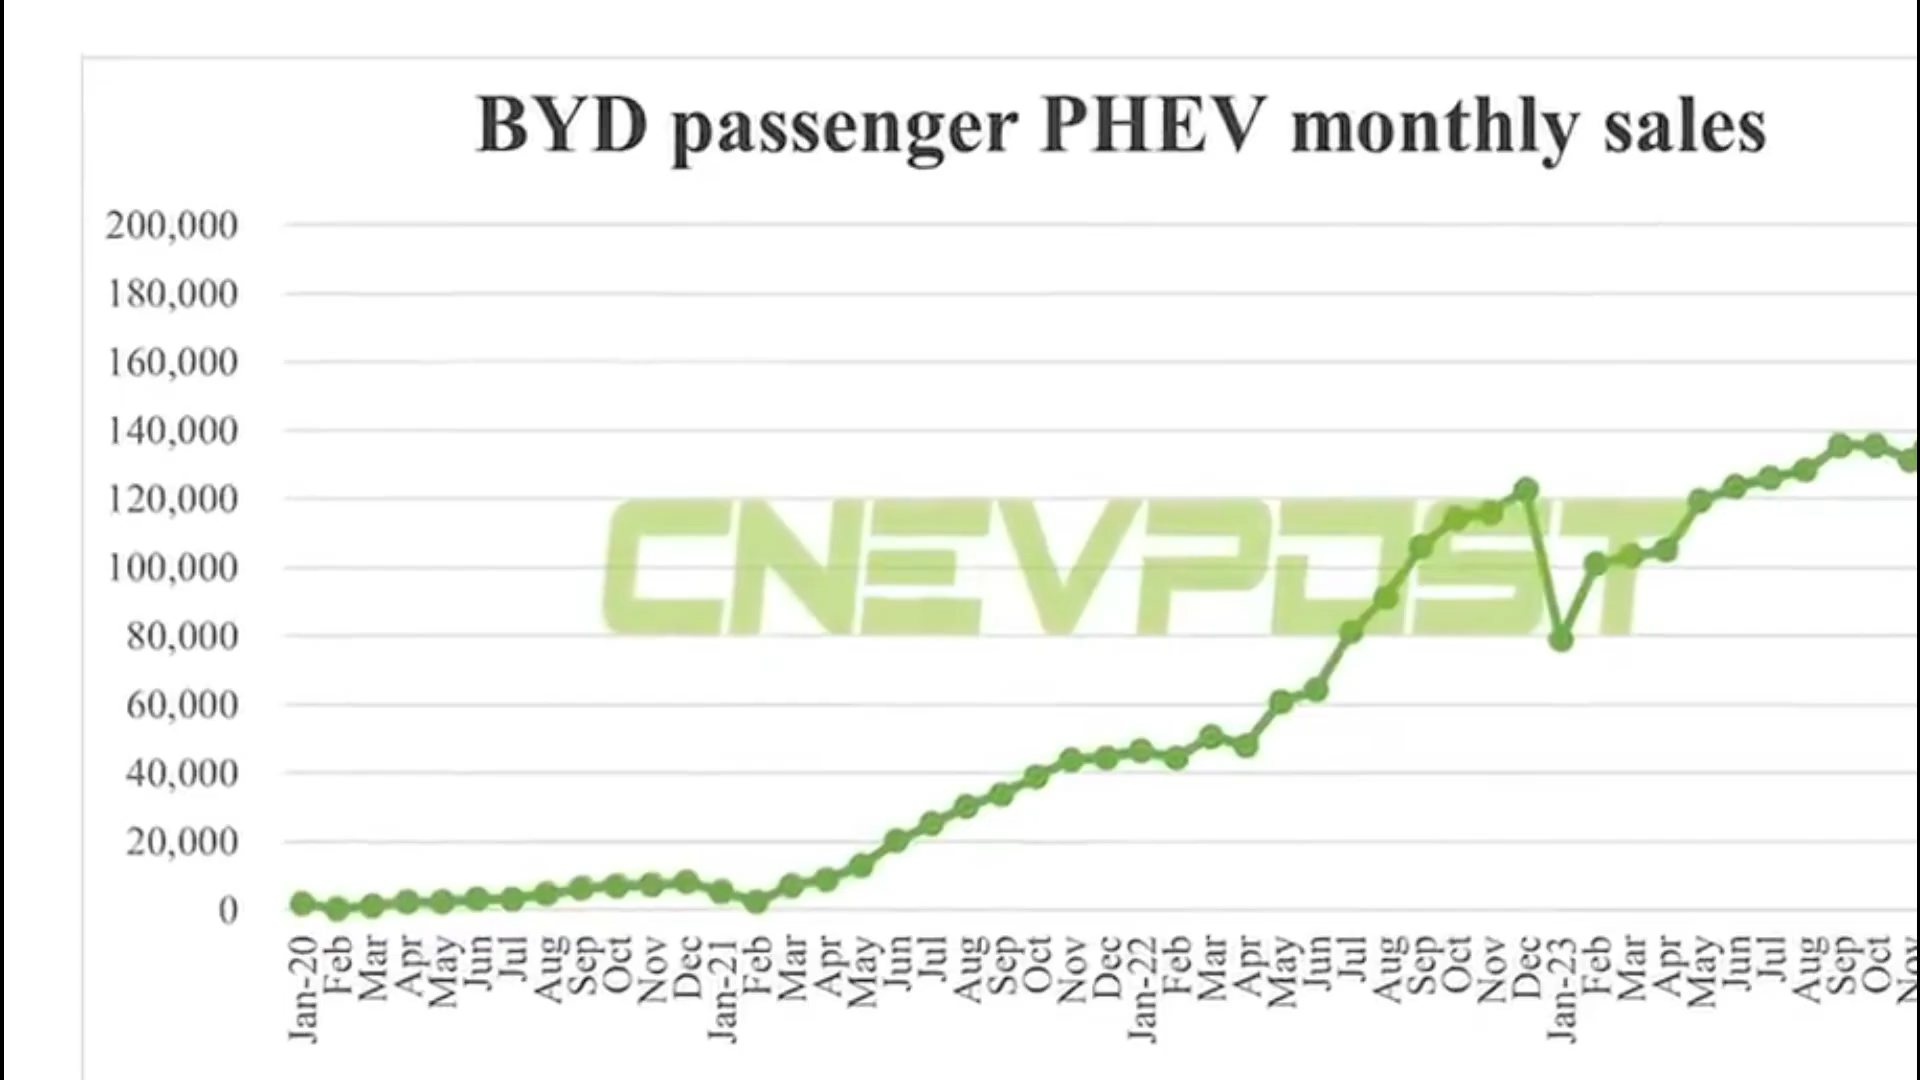 BYD passenger PHEV monthly sales
200,000
180,000
160,000
140,000
120,000
100,000
80,000
60,000
40,000
20,000
0
CNEVPOST
Jan-20
Feb
Mar
Apr
May
Jun
Jul
Aug
Sep
Oct
Nov
Dec
Jan-21
Feb
Mar
Apr
May
Jun
Jul
Aug
Sep
Oct
Nov
Dec
Jan-22
Feb
Mar
Apr
May
Jun
Jul
Aug
Sep
Oct
Nov
Dec
Jan-23
Feb
Mar
Apr
May
Jun
Jul
Aug
Sep
Oct
Nov